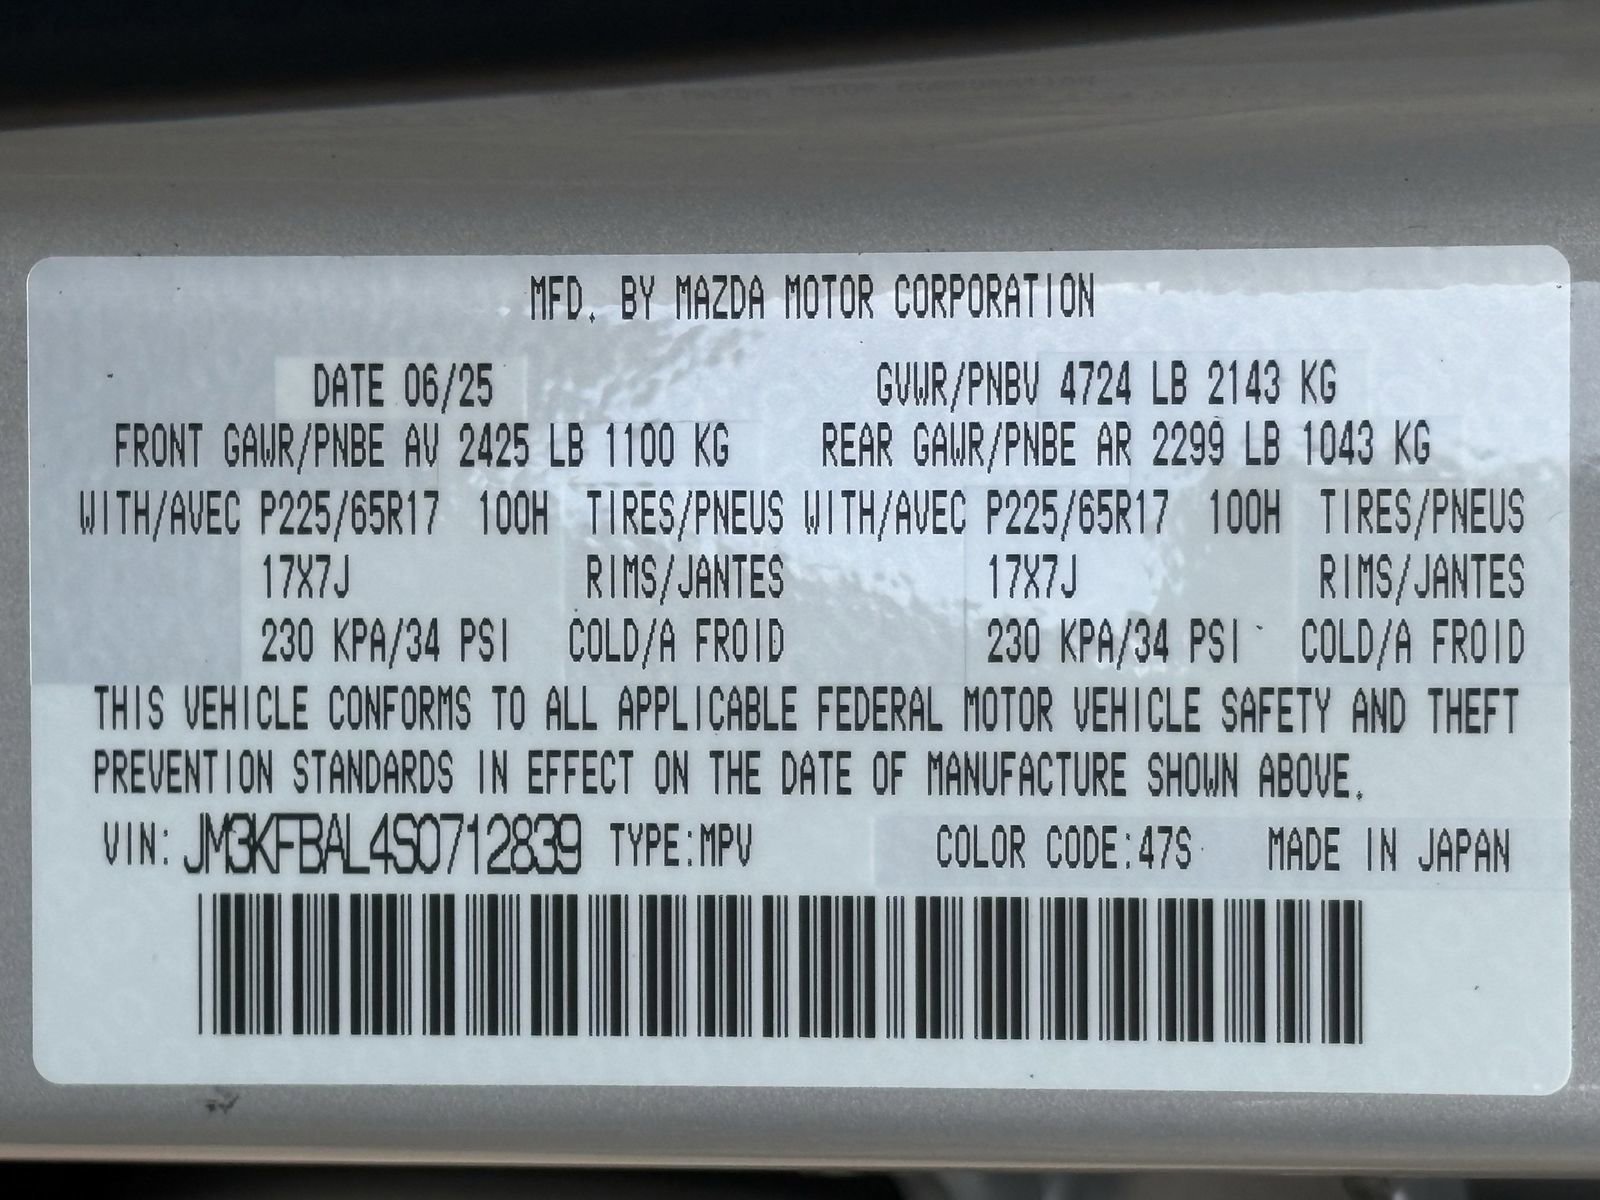 MFD. BY MAZDA MOTOR CORPORATION
DATE 06/25 GVWR/PNBV 4724 LB 2143 KG
FRONT GAWR/PNBE AV 2425 LB 1100 KG REAR GAWR/PNBE AR 2299 LB 1043 KG
WITH/AVEC P225/65R17 100H TIRES/PNEUS WITH/AVEC P225/65R17 100H TIRES/PNEUS
17X7J RIMS/JANTES 17X7J RIMS/JANTES
230 KPA/34 PSI COLD/A FROID 230 KPA/34 PSI COLD/A FROID
THIS VEHICLE CONFORMS TO ALL APPLICABLE FEDERAL MOTOR VEHICLE SAFETY AND THEFT
PREVENTION STANDARDS IN EFFECT ON THE DATE OF MANUFACTURE SHOWN ABOVE.
VIN: JM3KFBAL4S0712839 TYPE:MPV COLOR CODE:47S MADE IN JAPAN